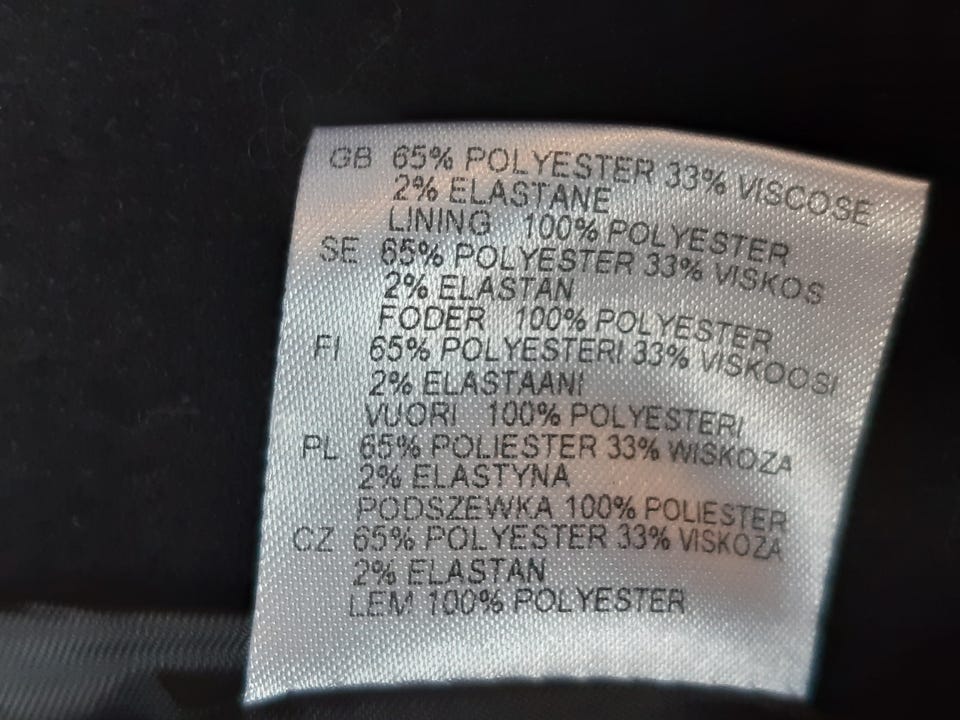 GB 65% POLYESTER 33% VISCOSE
2% ELASTANE
LINING 100% POLYESTER
SE 65% POLYESTER 33% VISKOS
2% ELASTAN
FODER 100% POLYESTER
FI 65% POLYESTERI 33% VISKOOSI
2% ELASTAANI
VUORI 100% POLYESTERI
PL 65% POLIESTER 33% WISKOZA
2% ELASTYNA
PODSZEWKA 100% POLIESTER
CZ 65% POLYESTER 33% VISKOZA
2% ELASTAN
LEM 100% POLYESTER